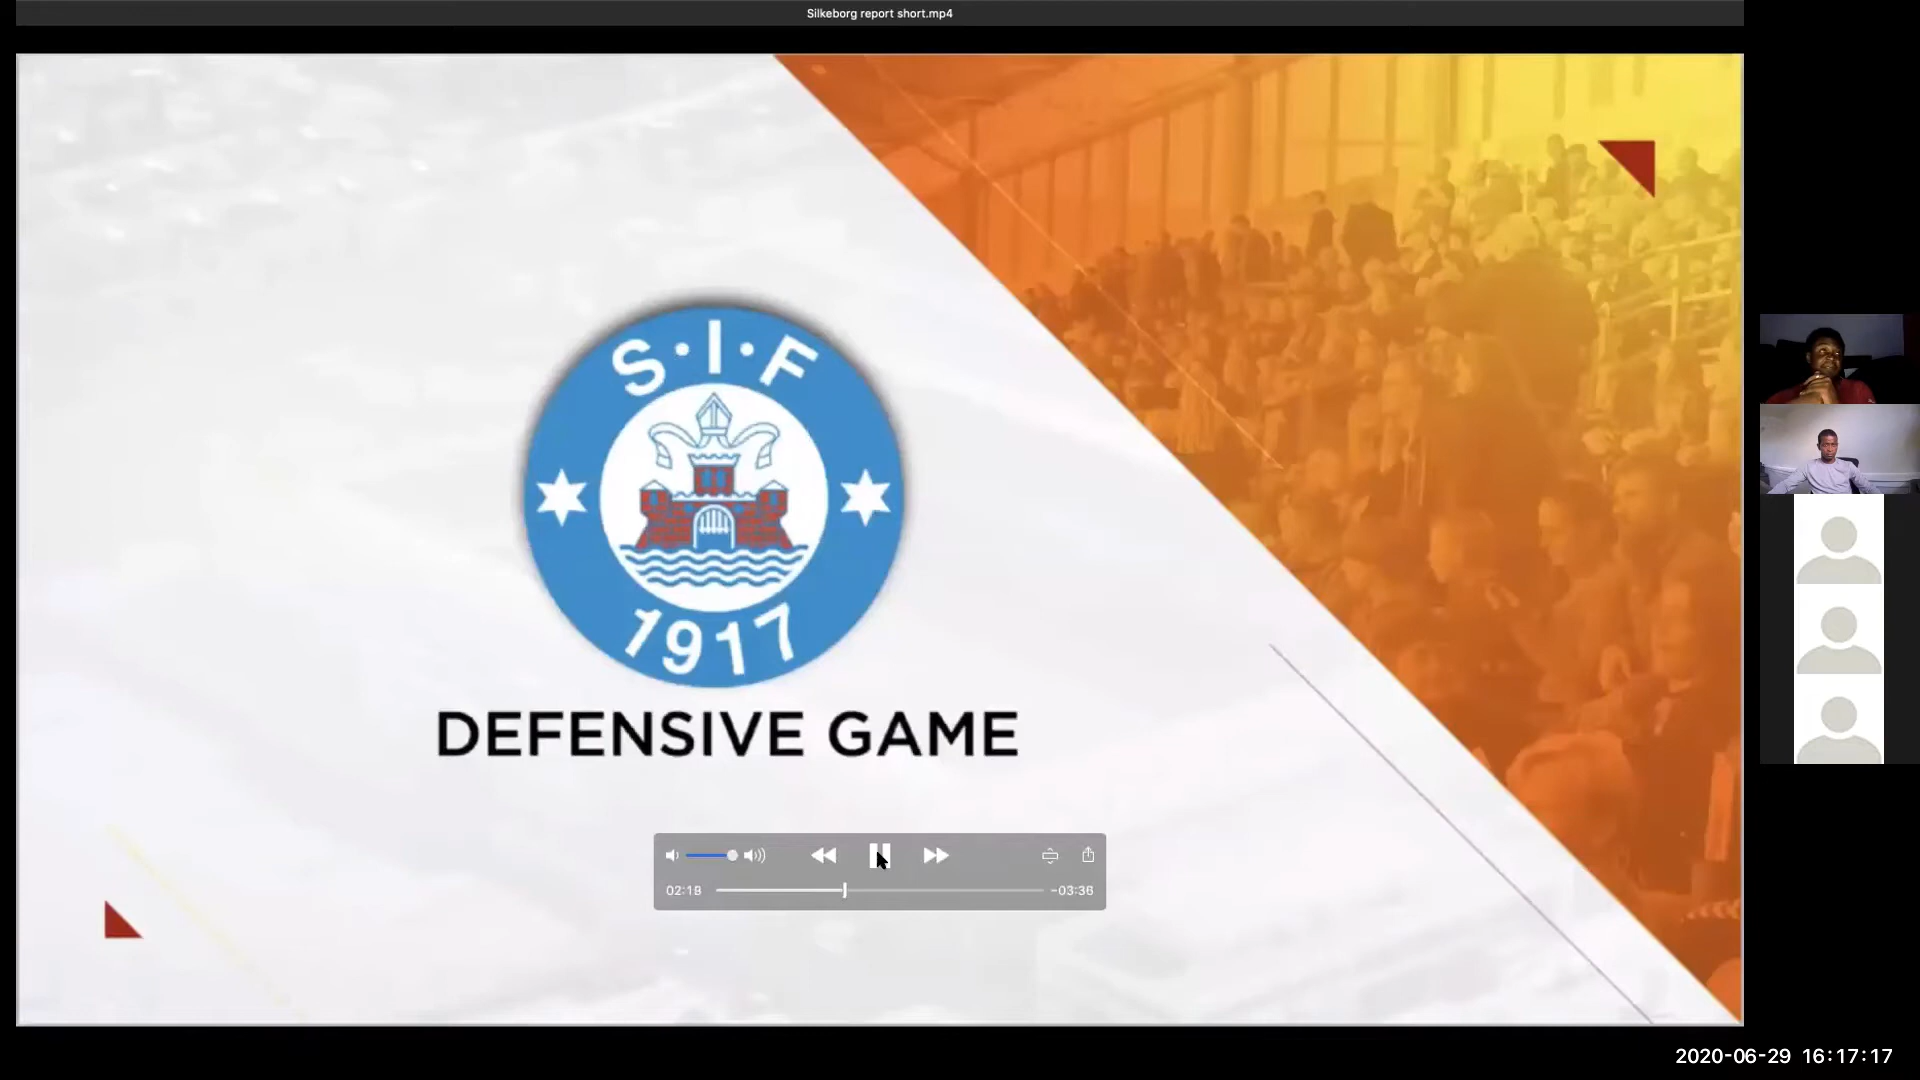 Silkeborg report short.mp4
S·I·F
1917
DEFENSIVE GAME
02:18 -03:36
2020-06-29 16:17:17